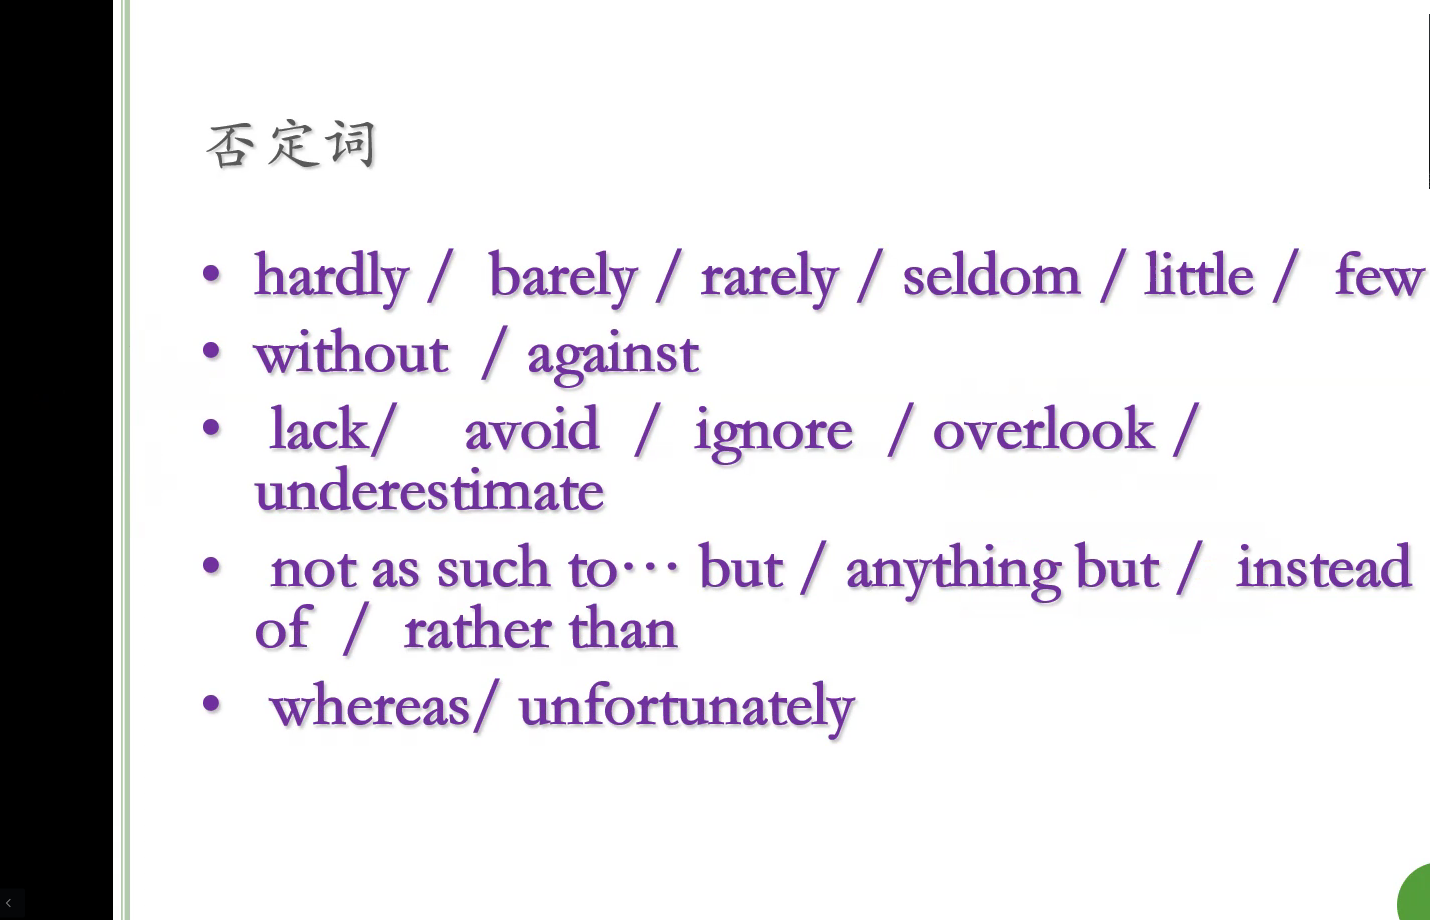 否定词
• hardly / barely / rarely / seldom / little / few
• without / against
• lack/ avoid / ignore / overlook /
underestimate
• not as such to… but / anything but / instead
of / rather than
• whereas/ unfortunately